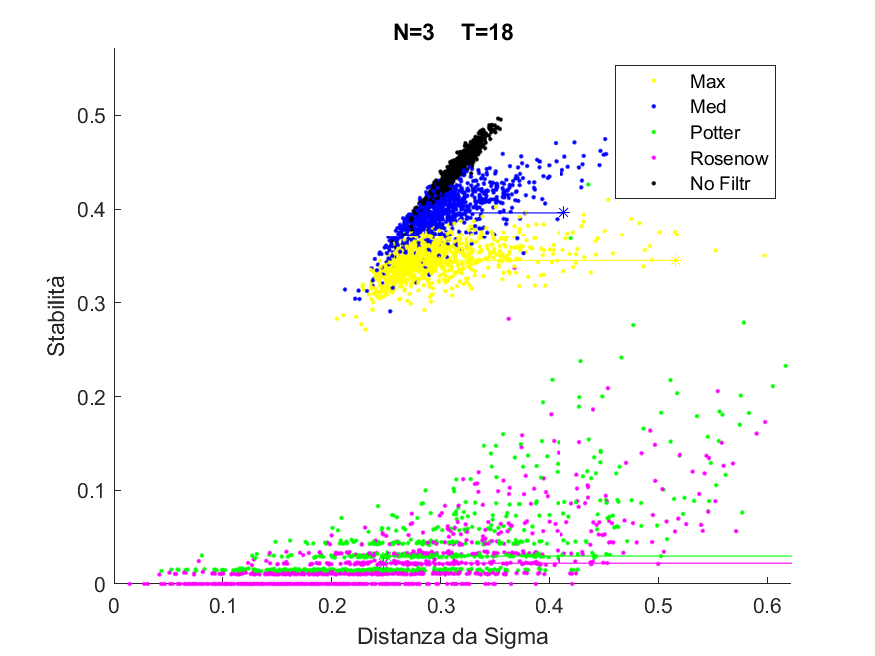 N=3 T=18
Max
Med
Potter
Rosenow
No Filtr
Stabilità
0.5
0.4
0.3
0.2
0.1
0
0 0.1 0.2 0.3 0.4 0.5 0.6
Distanza da Sigma